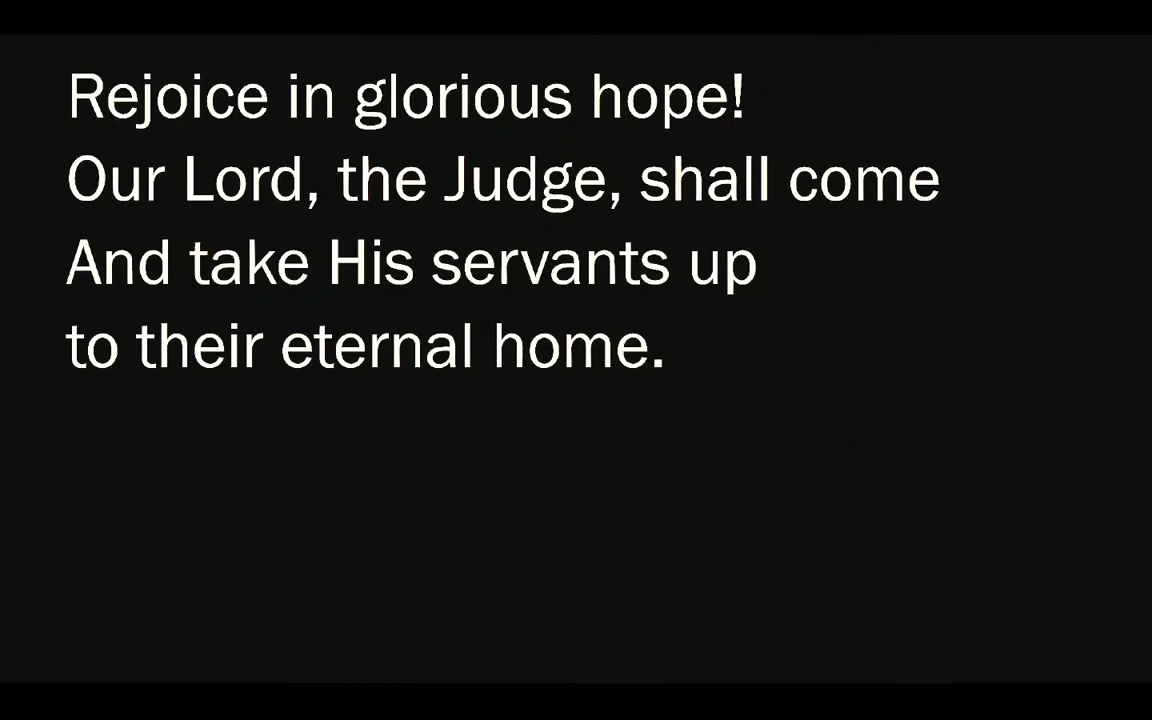 Rejoice in glorious hope!
Our Lord, the Judge, shall come
And take His servants up
to their eternal home.